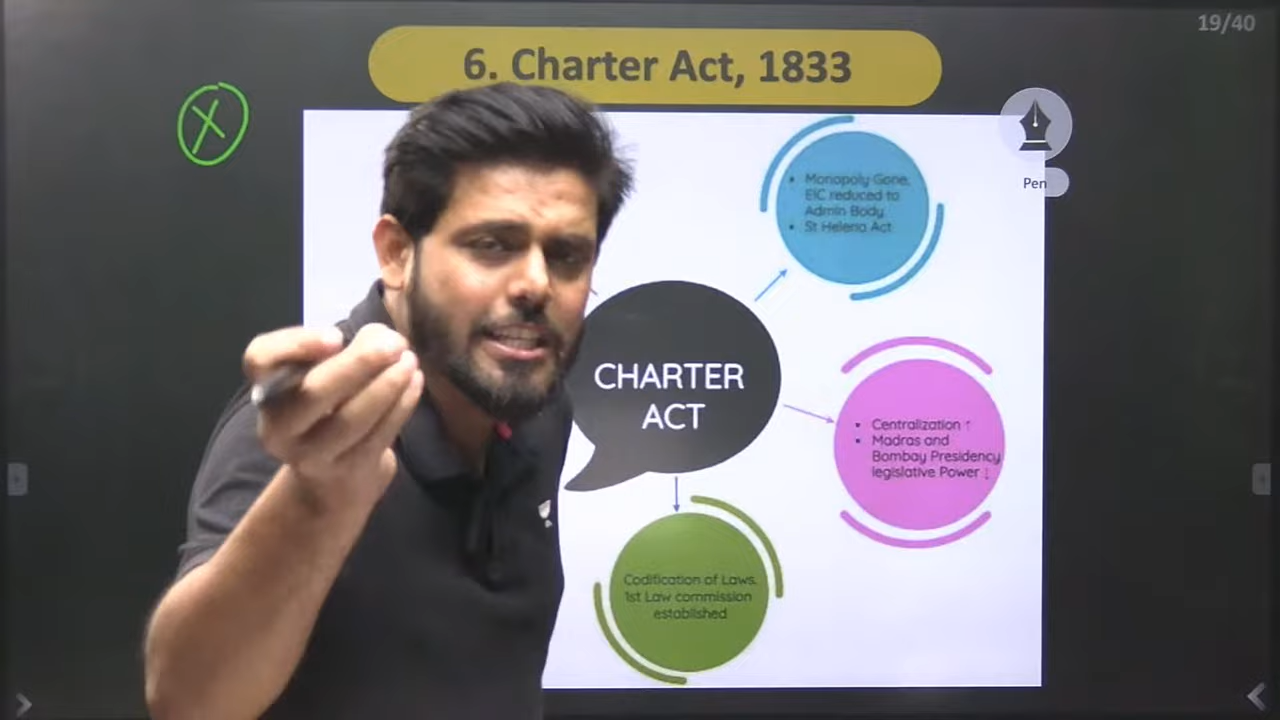 19/40
6. Charter Act, 1833
X
Pen
• Monopoly Gone,
EIC reduced to
Admin Body
• St Helena Act
CHARTER
ACT
• Centralization ↑
• Madras and
Bombay Presidency
legislative Power ↓
Codification of Laws,
1st Law commission
established